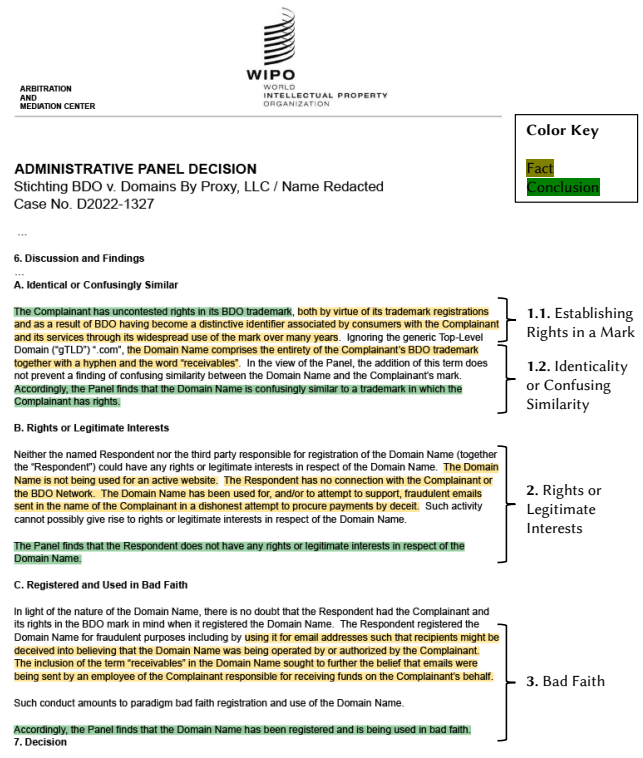 WIPO
WORLD
INTELLECTUAL PROPERTY
ORGANIZATION
ARBITRATION
AND
MEDIATION CENTER
Color Key
Fact
Conclusion
ADMINISTRATIVE PANEL DECISION
Stichting BDO v. Domains By Proxy, LLC / Name Redacted
Case No. D2022-1327
...
6. Discussion and Findings
...
A. Identical or Confusingly Similar
The Complainant has uncontested rights in its BDO trademark, both by virtue of its trademark registrations
and as a result of BDO having become a distinctive identifier associated by consumers with the Complainant
and its services through its widespread use of the mark over many years. Ignoring the generic Top-Level
Domain ("gTLD") ".com", the Domain Name comprises the entirety of the Complainant's BDO trademark
together with a hyphen and the word "receivables". In the view of the Panel, the addition of this term does
not prevent a finding of confusing similarity between the Domain Name and the Complainant's mark.
Accordingly, the Panel finds that the Domain Name is confusingly similar to a trademark in which the
Complainant has rights.
1.1. Establishing
Rights in a Mark
1.2. Identicality
or Confusing
Similarity
B. Rights or Legitimate Interests
Neither the named Respondent nor the third party responsible for registration of the Domain Name (together
the "Respondent") could have any rights or legitimate interests in respect of the Domain Name. The Domain
Name is not being used for an active website. The Respondent has no connection with the Complainant or
the BDO Network. The Domain Name has been used for, and/or to attempt to support, fraudulent emails
sent in the name of the Complainant in a dishonest attempt to procure payments by deceit. Such activity
cannot possibly give rise to rights or legitimate interests in respect of the Domain Name.
The Panel finds that the Respondent does not have any rights or legitimate interests in respect of the
Domain Name.
2. Rights or
Legitimate
Interests
C. Registered and Used in Bad Faith
In light of the nature of the Domain Name, there is no doubt that the Respondent had the Complainant and
its rights in the BDO mark in mind when it registered the Domain Name. The Respondent registered the
Domain Name for fraudulent purposes including by using it for email addresses such that recipients might be
deceived into believing that the Domain Name was being operated by or authorized by the Complainant.
The inclusion of the term "receivables" in the Domain Name sought to further the belief that emails were
being sent by an employee of the Complainant responsible for receiving funds on the Complainant's behalf.
Such conduct amounts to paradigm bad faith registration and use of the Domain Name.
Accordingly, the Panel finds that the Domain Name has been registered and is being used in bad faith.
3. Bad Faith
7. Decision